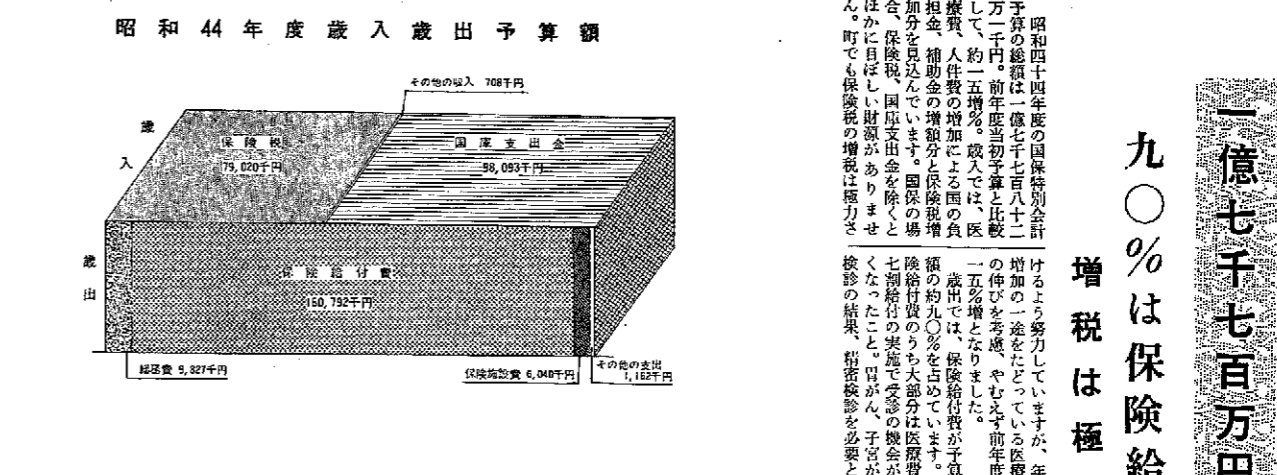 昭和44年度歳入歳出予算額
その他の収入 708千円
歳入
保険税
79,020千円
国庫支出金
98,093千円
歳出
保険給付費
160,792千円
総務費 9,827千円
保険施設費 6,040千円
その他の支出
1,162千円
一億七千七百万円
九〇%は保険給
増税は極
昭和四十四年度の国保特別会計
予算の総額は一億七千七百八十二
万一千円。前年度当初予算と比較
して、約一五増%。歳入では、医
療費、人件費の増加による国の負
担金、補助金の増額分と保険税増
加分を見込んでいます。国保の場
合、保険税、国庫支出金を除くと
ほかに目ぼしい財源がありませ
ん。町でも保険税の増税は極力さ
けるよう努力していますが、年
増加の一途をたどっている医療
の伸びを考慮、やむえず前年度
一五%増となりました。
歳出では、保険給付費が予算
額の約九〇%を占めています。
険給付費のうち大部分は医療費
七割給付の実施で受診の機会が
くなったこと。胃がん、子宮が
検診の結果、精密検診を必要と